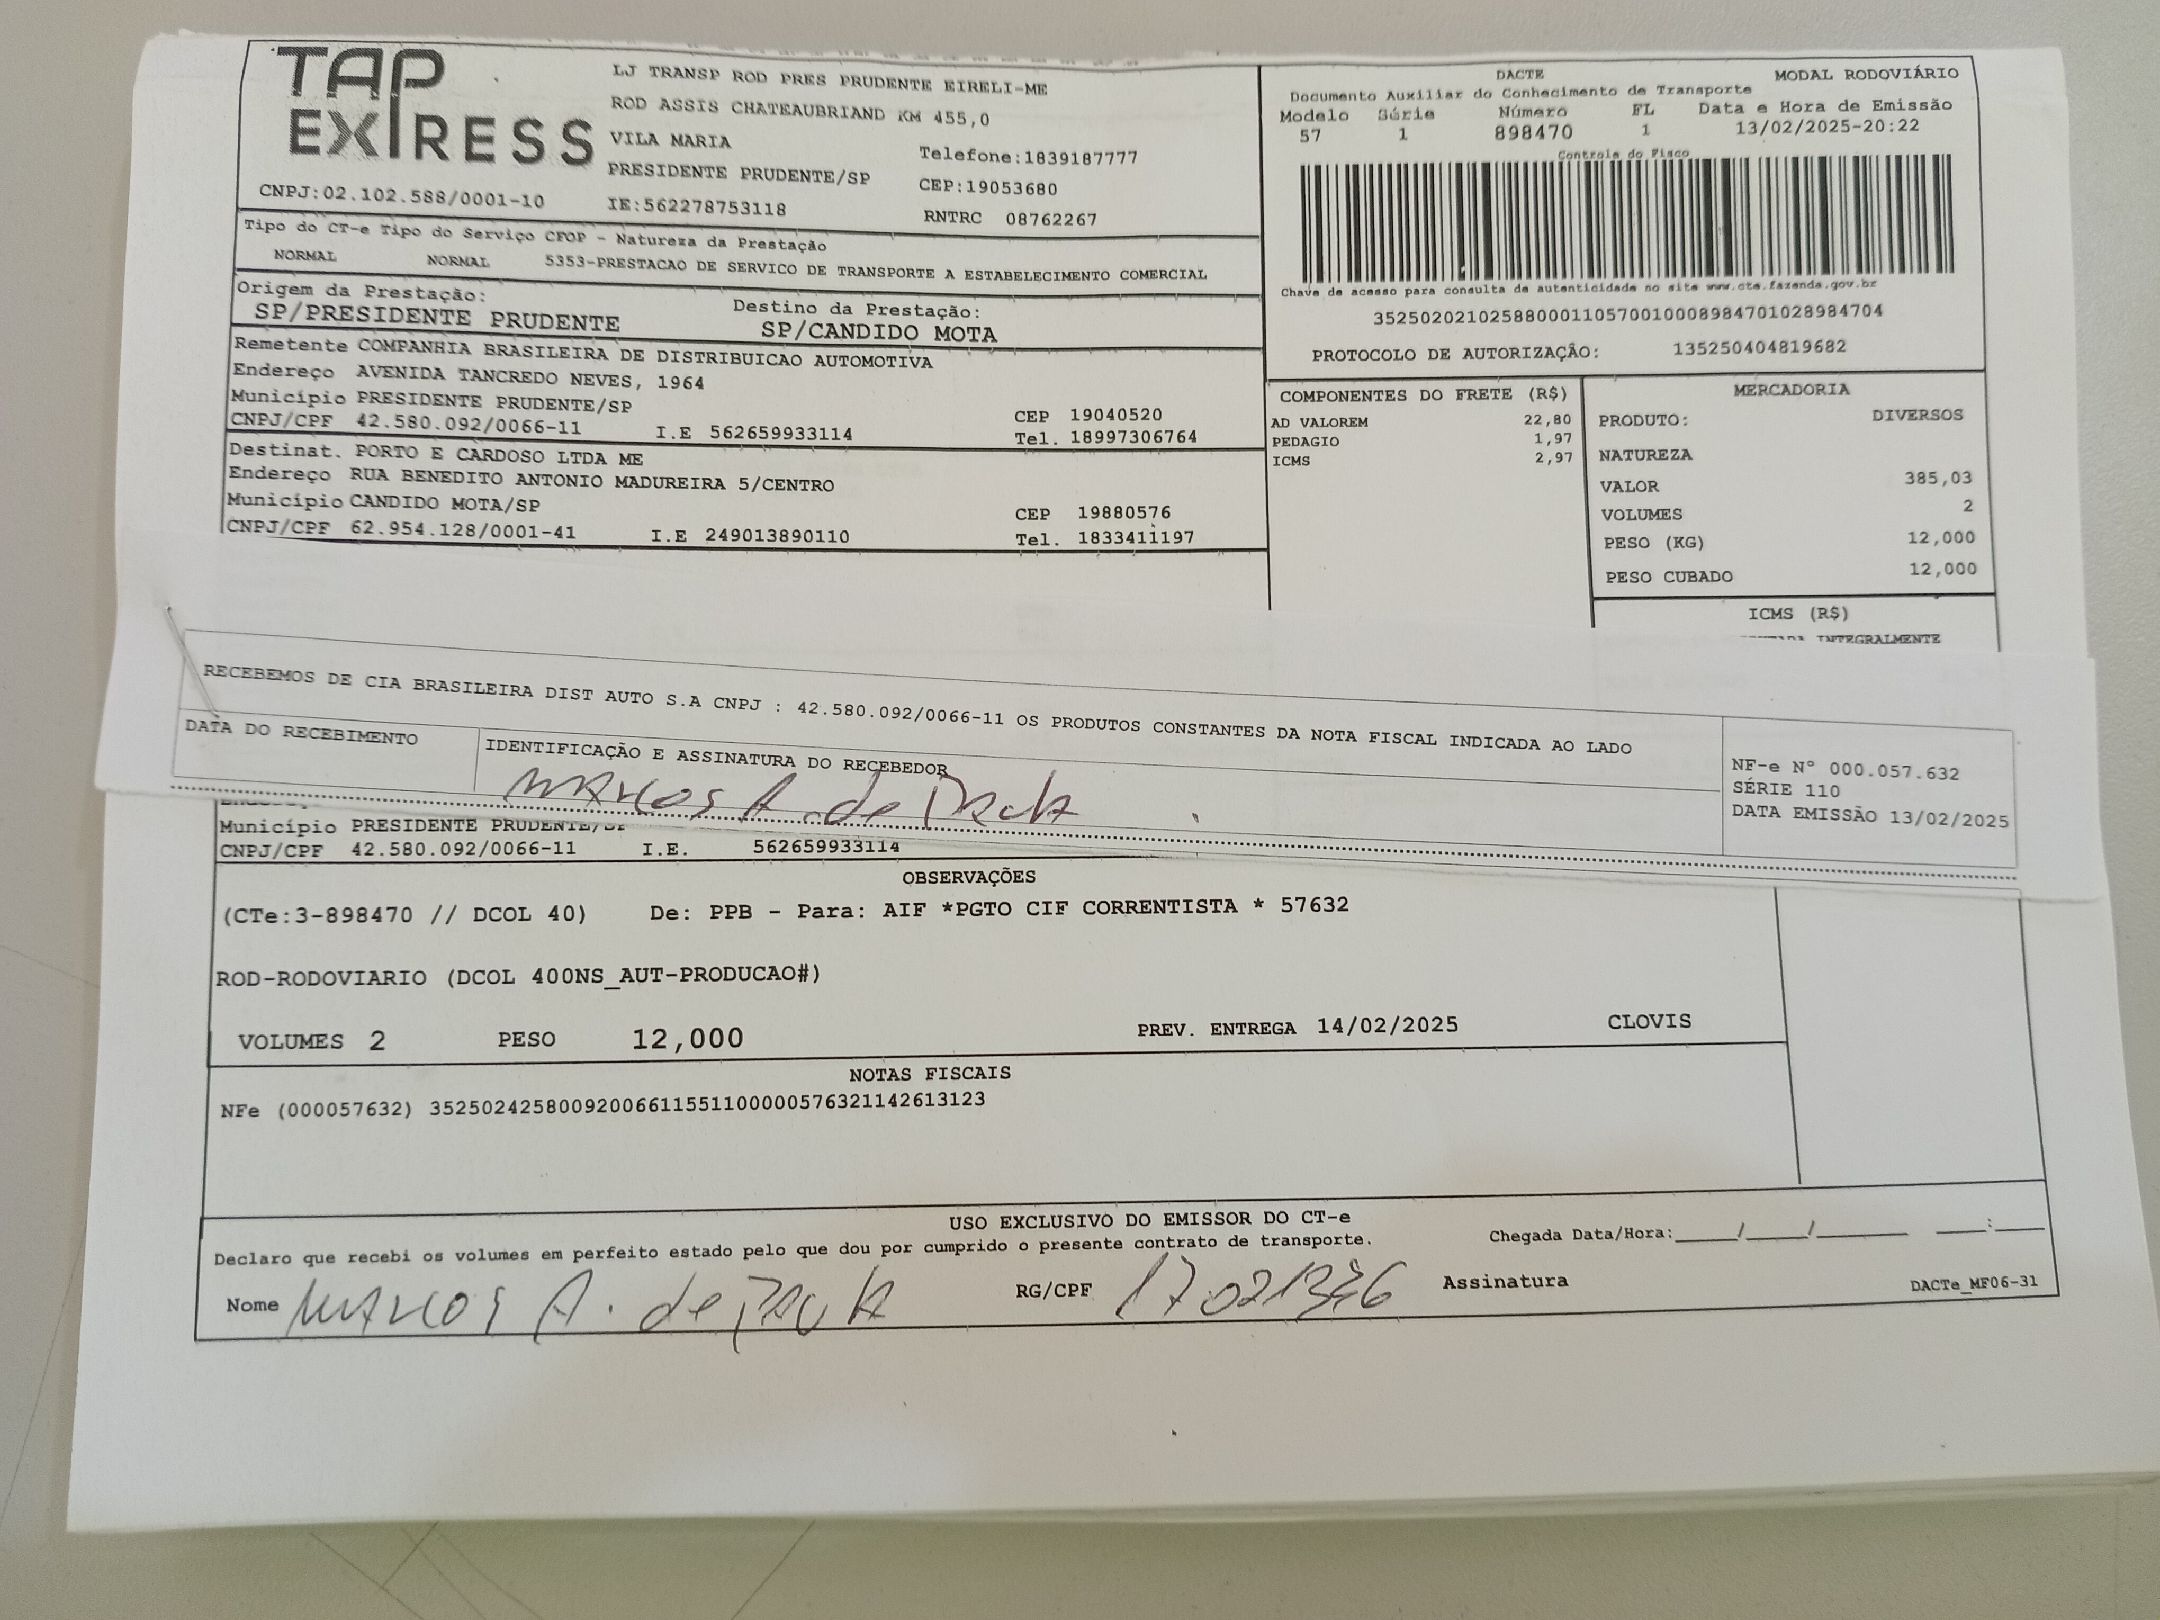 TAP
EXPRESS
CNPJ:02.102.588/0001-10
LJ TRANSP ROD PRES PRUDENTE EIRELI-ME
ROD ASSIS CHATEAUBRIAND KM 455,0
VILA MARIA
Telefone:1839187777
PRESIDENTE PRUDENTE/SP CEP:19053680
IE:562278753118 RNTRC 08762267
DACTE MODAL RODOVIÁRIO
Documento Auxiliar do Conhecimento de Transporte
Modelo Série Número FL Data e Hora de Emissão
57 1 898470 1 13/02/2025-20:22
Controle do Fisco
Chave de acesso para consulta de autenticidade no site www.cte.fazenda.gov.br
35250202102588000110570010008984701028984704
PROTOCOLO DE AUTORIZAÇÃO: 135250404819682
Tipo do CT-e Tipo do Serviço CFOP - Natureza da Prestação
NORMAL NORMAL 5353-PRESTACAO DE SERVICO DE TRANSPORTE A ESTABELECIMENTO COMERCIAL
Origem da Prestação: Destino da Prestação:
SP/PRESIDENTE PRUDENTE SP/CANDIDO MOTA
Remetente COMPANHIA BRASILEIRA DE DISTRIBUICAO AUTOMOTIVA
Endereço AVENIDA TANCREDO NEVES, 1964
Município PRESIDENTE PRUDENTE/SP CEP 19040520
CNPJ/CPF 42.580.092/0066-11 I.E 562659933114 Tel. 18997306764
Destinat. PORTO E CARDOSO LTDA ME
Endereço RUA BENEDITO ANTONIO MADUREIRA 5/CENTRO
Município CANDIDO MOTA/SP CEP 19880576
CNPJ/CPF 62.954.128/0001-41 I.E 249013890110 Tel. 1833411197
COMPONENTES DO FRETE (R$)
AD VALOREM 22,80
PEDAGIO 1,97
ICMS 2,97
MERCADORIA
PRODUTO: DIVERSOS
NATUREZA
VALOR 385,03
VOLUMES 2
PESO (KG) 12,000
PESO CUBADO 12,000
ICMS (R$)
INTEGRALMENTE
RECEBEMOS DE CIA BRASILEIRA DIST AUTO S.A CNPJ : 42.580.092/0066-11 OS PRODUTOS CONSTANTES DA NOTA FISCAL INDICADA AO LADO
DATA DO RECEBIMENTO IDENTIFICAÇÃO E ASSINATURA DO RECEBEDOR
Marcos A. de Paula
NF-e N° 000.057.632
SÉRIE 110
DATA EMISSÃO 13/02/2025
Município PRESIDENTE PRUDENTE/SP
CNPJ/CPF 42.580.092/0066-11 I.E. 562659933114
OBSERVAÇÕES
(CTe:3-898470 // DCOL 40) De: PPB - Para: AIF *PGTO CIF CORRENTISTA * 57632
ROD-RODOVIARIO (DCOL 400NS_AUT-PRODUCAO#)
VOLUMES 2 PESO 12,000 PREV. ENTREGA 14/02/2025 CLOVIS
NOTAS FISCAIS
NFe (000057632) 35250242580092006611551100000576321142613123
USO EXCLUSIVO DO EMISSOR DO CT-e
Declaro que recebi os volumes em perfeito estado pelo que dou por cumprido o presente contrato de transporte. Chegada Data/Hora:____/____/______ ____:____
Nome Marcos A. de Paula RG/CPF Assinatura DACTe_MF06-31